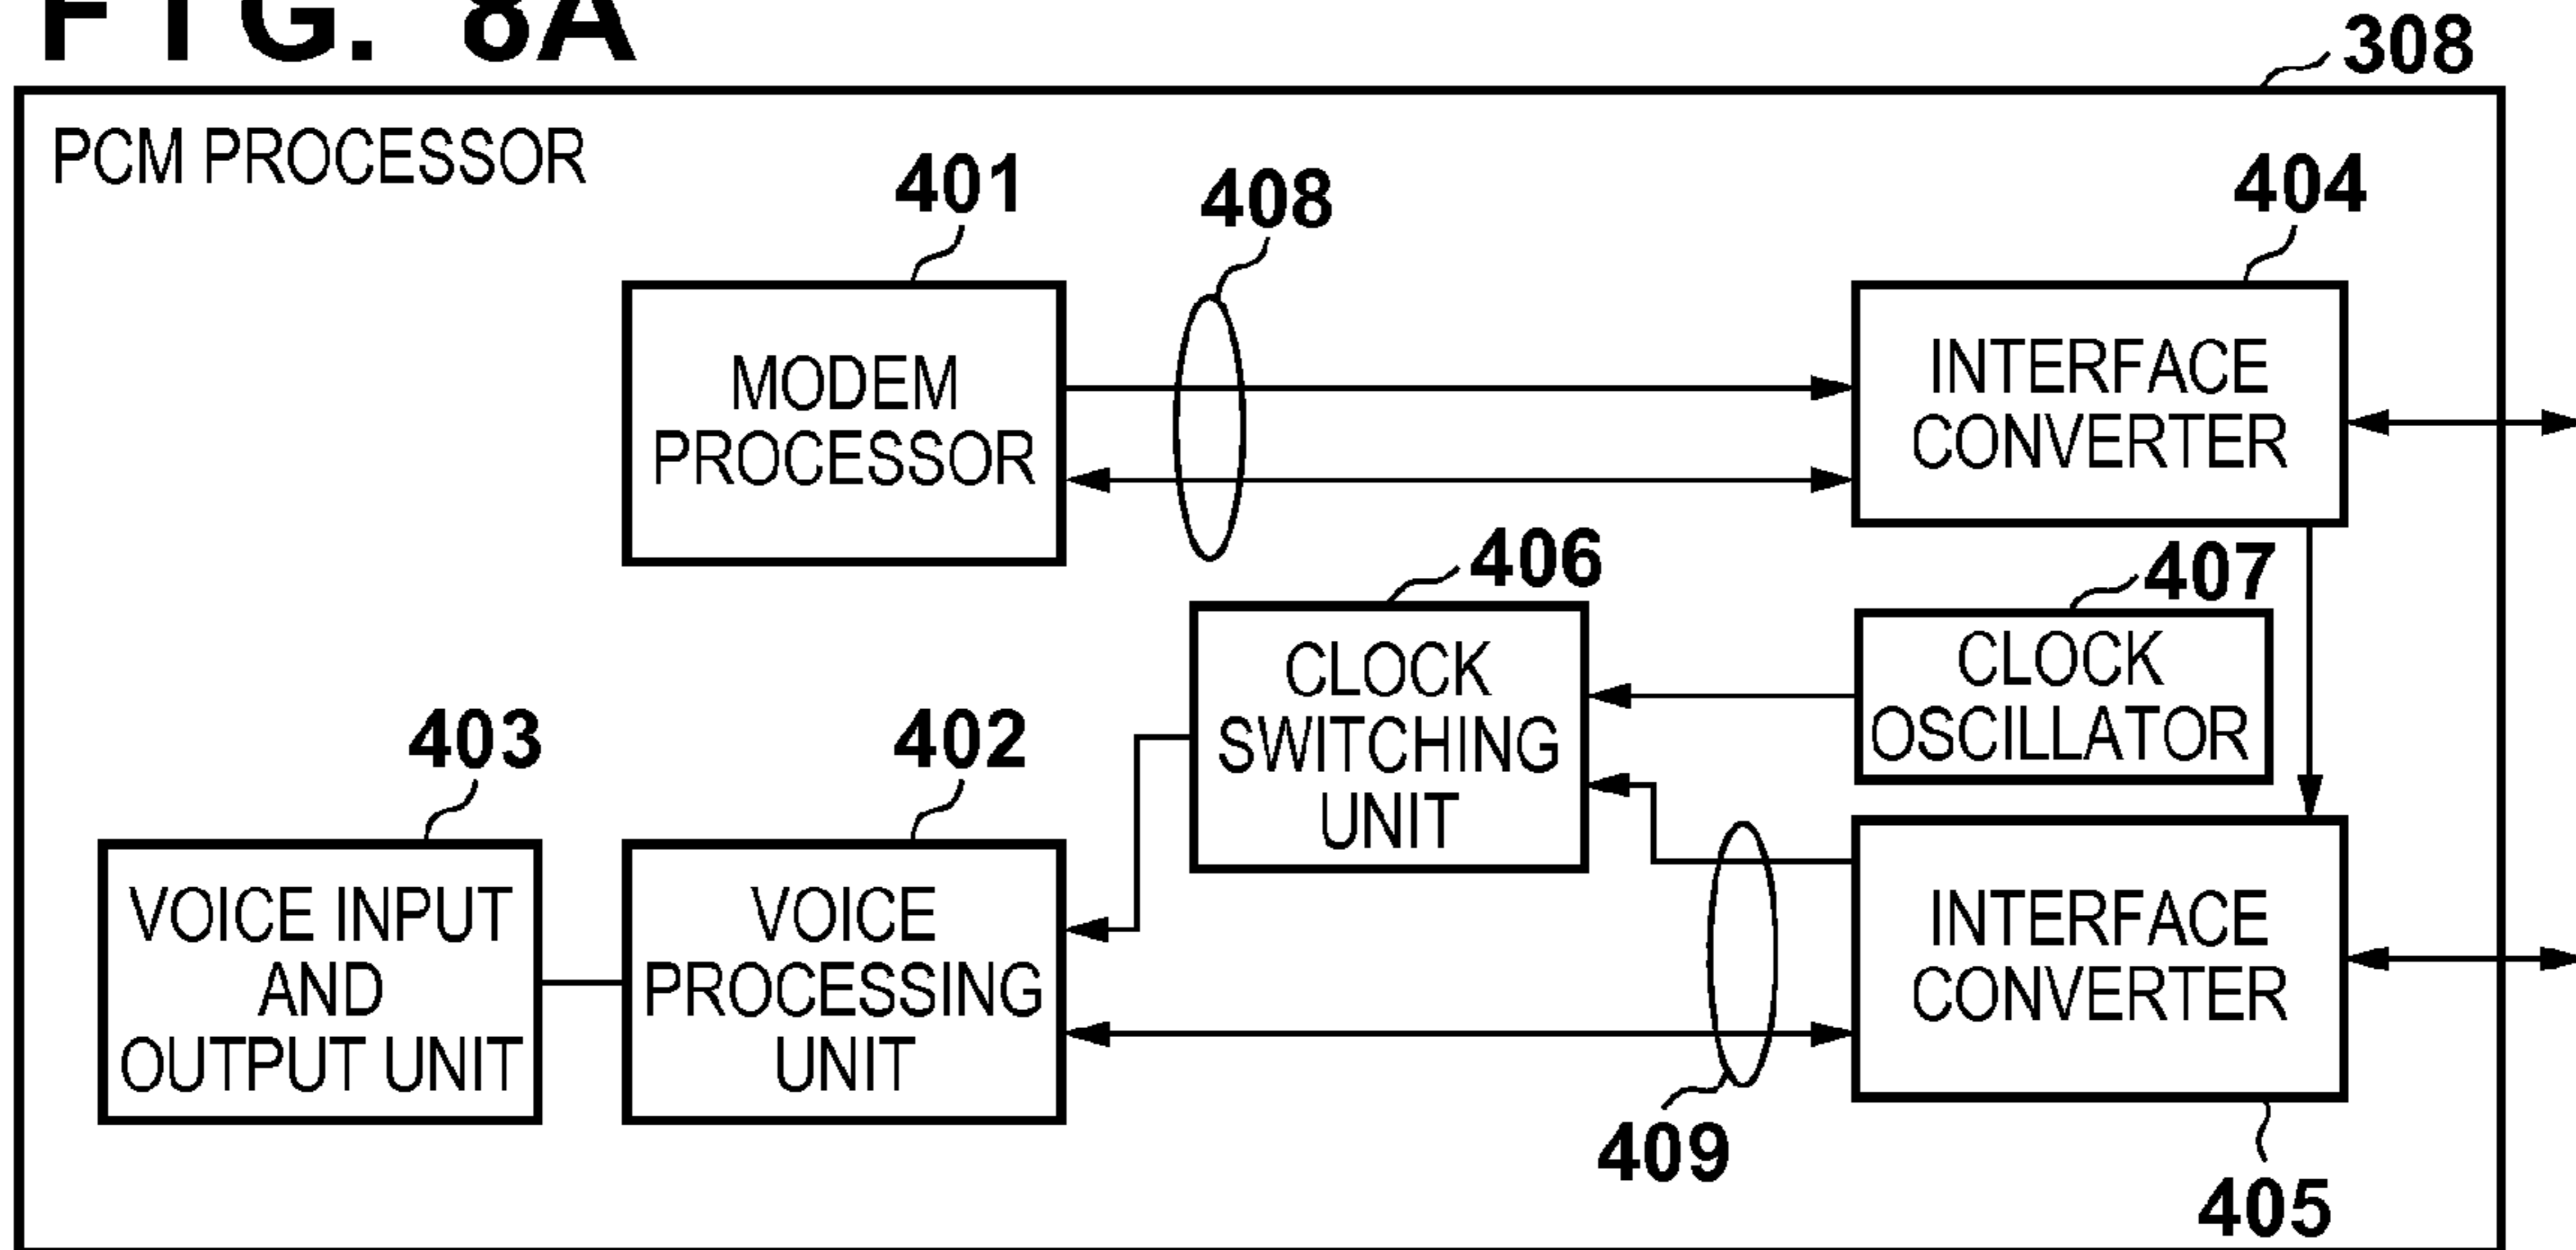 FIG. 8A
308
PCM PROCESSOR
401
408
404
MODEM
PROCESSOR
INTERFACE
CONVERTER
406
407
CLOCK
SWITCHING
UNIT
CLOCK
OSCILLATOR
403
402
VOICE INPUT
AND
OUTPUT UNIT
VOICE
PROCESSING
UNIT
INTERFACE
CONVERTER
409
405